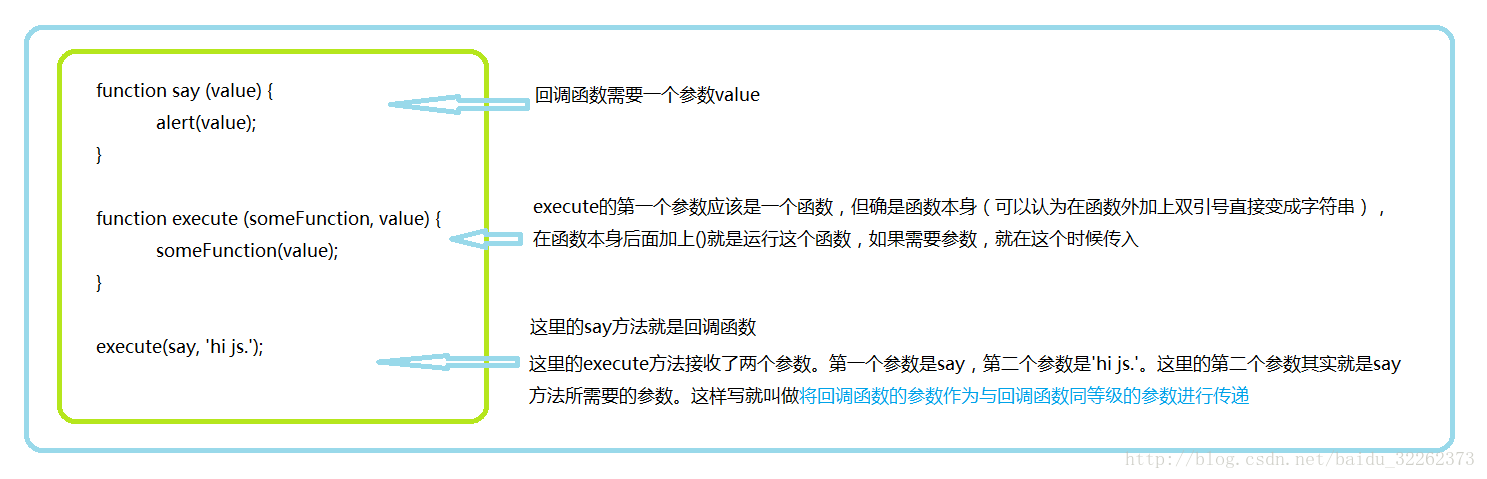 function say (value) {
alert(value);
}
回调函数需要一个参数value
function execute (someFunction, value) {
someFunction(value);
}
execute的第一个参数应该是一个函数，但确是函数本身（可以认为在函数外加上双引号直接变成字符串），
在函数本身后面加上()就是运行这个函数，如果需要参数，就在这个时候传入
execute(say, 'hi js.');
这里的say方法就是回调函数
这里的execute方法接收了两个参数。第一个参数是say，第二个参数是'hi js.'。这里的第二个参数其实就是say
方法所需要的参数。这样写就叫做将回调函数的参数作为与回调函数同等级的参数进行传递
http://blog.csdn.net/baidu_32262373